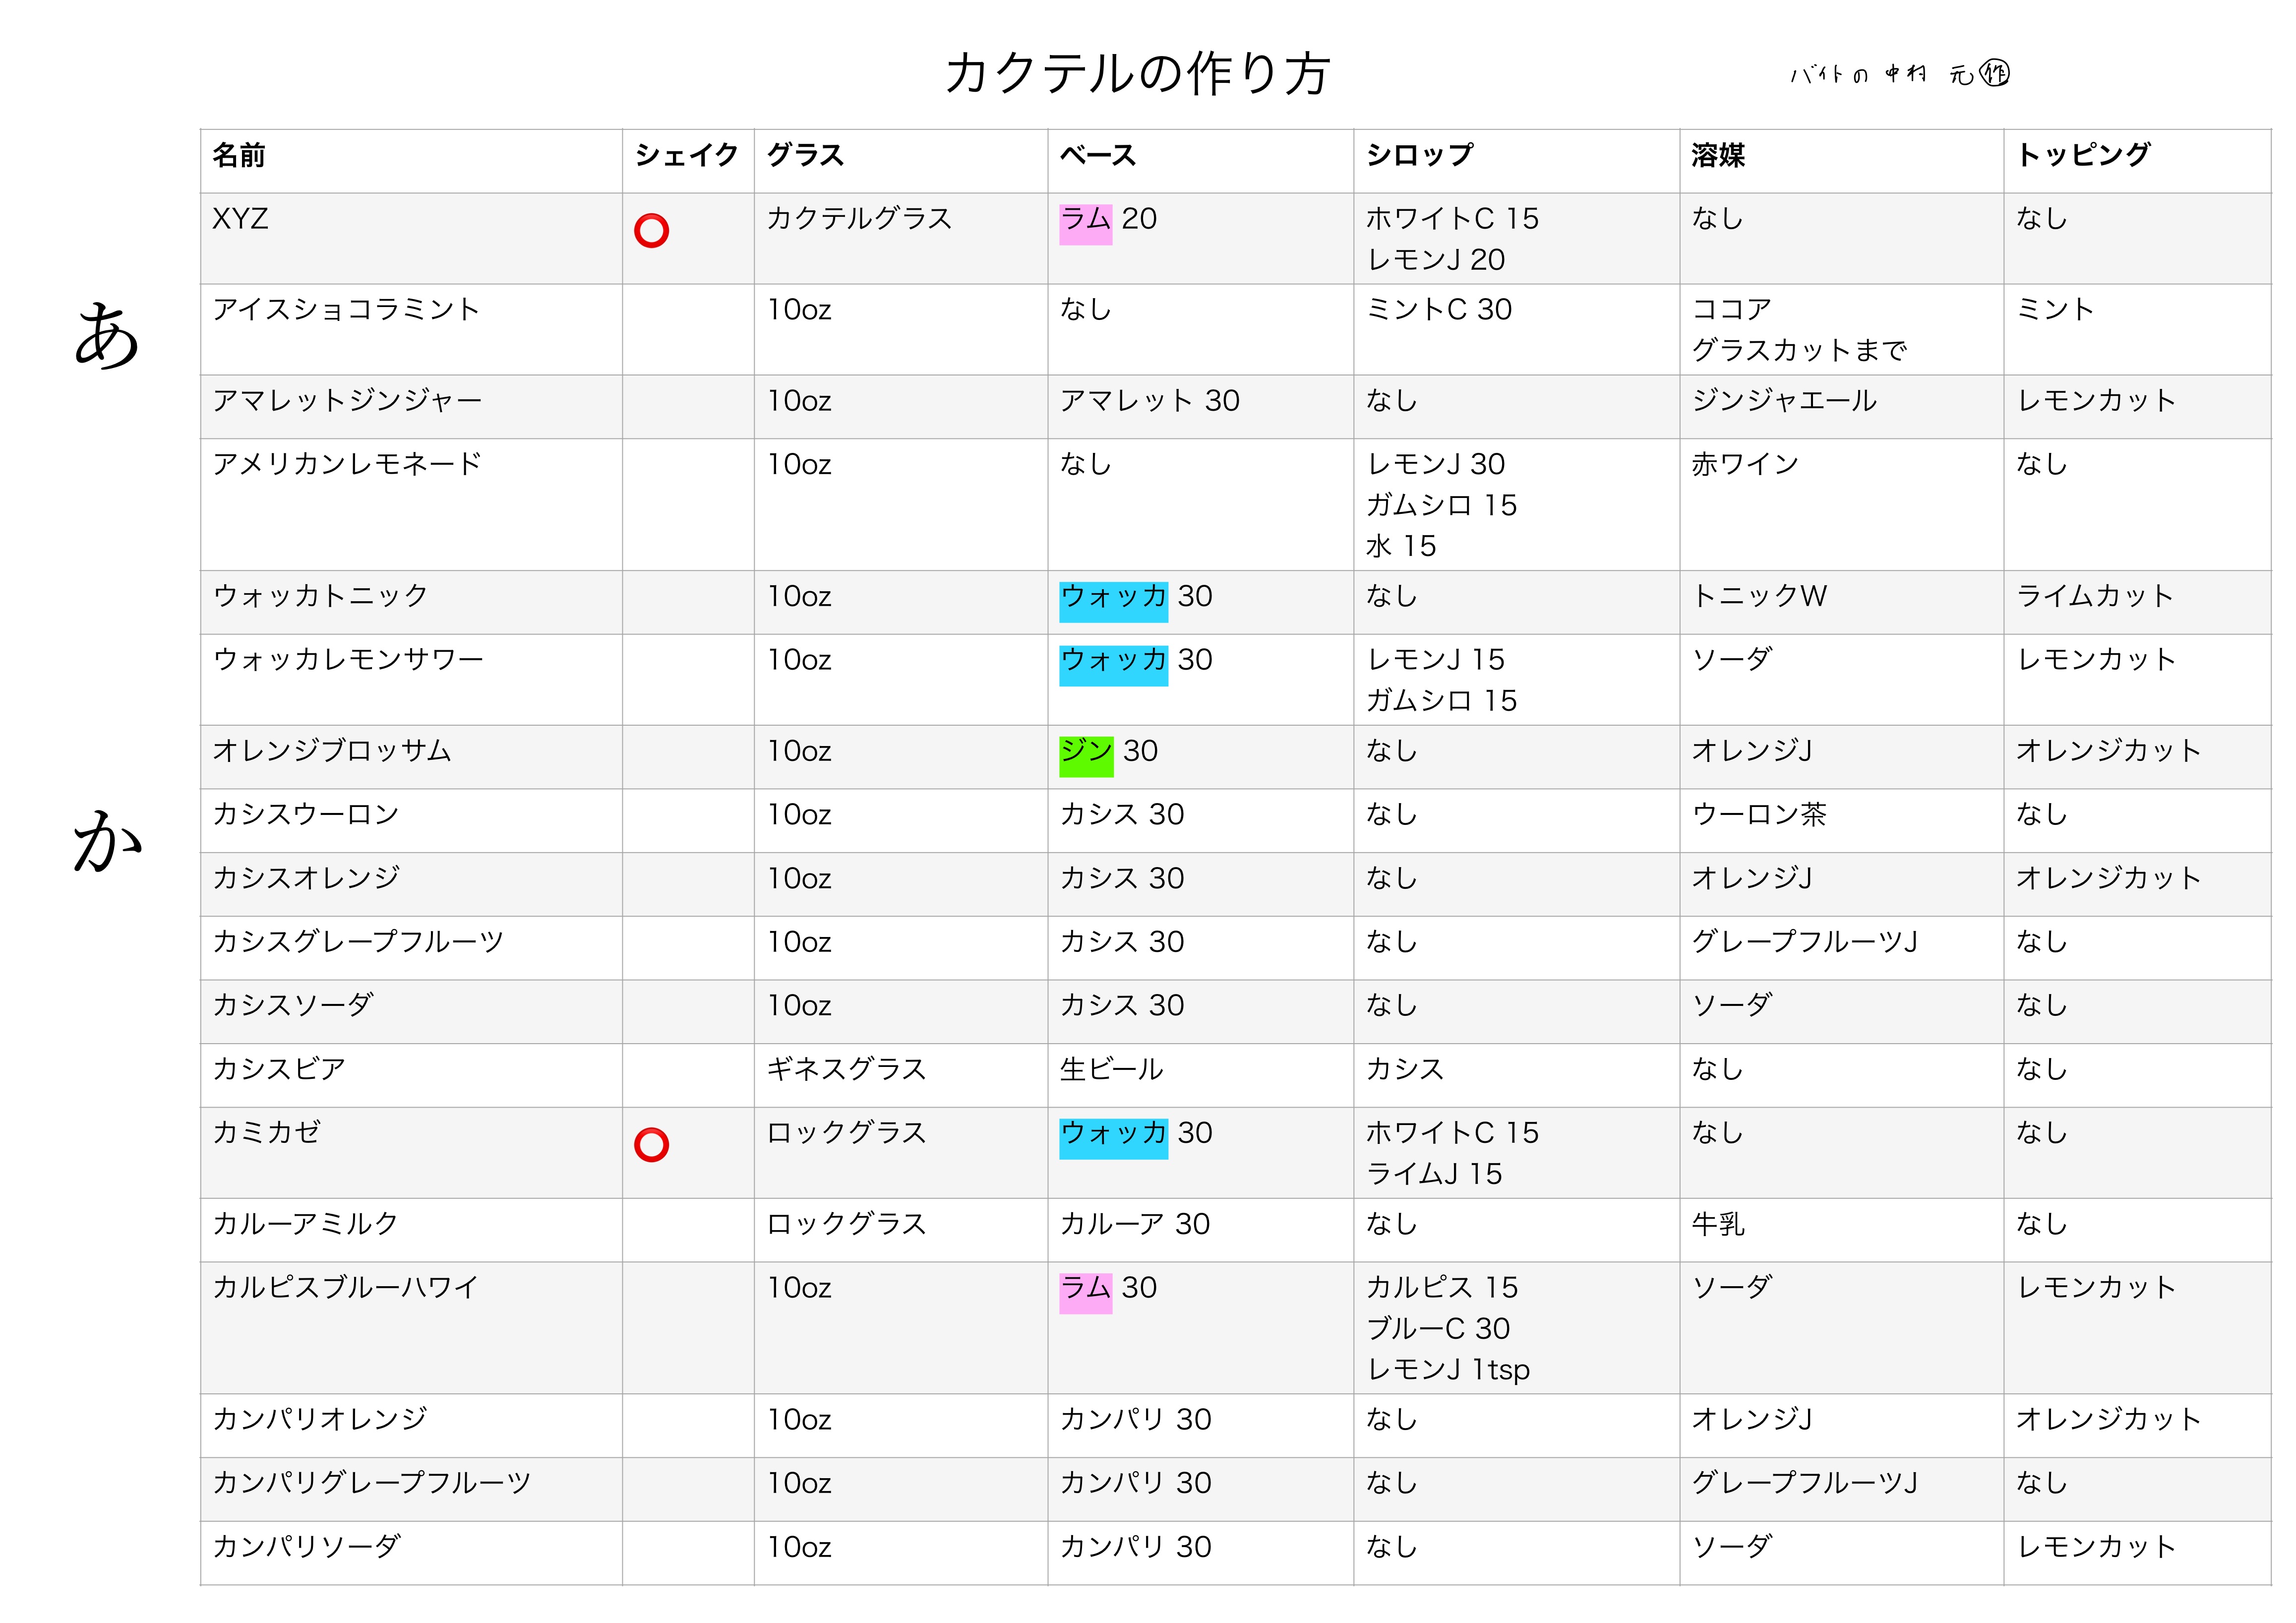 カクテルの作り方
バイトの 中村 元 作
名前 シェイク グラス ベース シロップ 溶媒 トッピング
XYZ ⭕ カクテルグラス ラム 20 ホワイトC 15 なし なし
レモンJ 20
あ
アイスショコラミント 10oz なし ミントC 30 ココア ミント
グラスカットまで
アマレットジンジャー 10oz アマレット 30 なし ジンジャエール レモンカット
アメリカンレモネード 10oz なし レモンJ 30 赤ワイン なし
ガムシロ 15
水 15
ウォッカトニック 10oz ウォッカ 30 なし トニックW ライムカット
ウォッカレモンサワー 10oz ウォッカ 30 レモンJ 15 ソーダ レモンカット
ガムシロ 15
オレンジブロッサム 10oz ジン 30 なし オレンジJ オレンジカット
か
カシスウーロン 10oz カシス 30 なし ウーロン茶 なし
カシスオレンジ 10oz カシス 30 なし オレンジJ オレンジカット
カシスグレープフルーツ 10oz カシス 30 なし グレープフルーツJ なし
カシスソーダ 10oz カシス 30 なし ソーダ なし
カシスビア ギネスグラス 生ビール カシス なし なし
カミカゼ ⭕ ロックグラス ウォッカ 30 ホワイトC 15 なし なし
ライムJ 15
カルーアミルク ロックグラス カルーア 30 なし 牛乳 なし
カルピスブルーハワイ 10oz ラム 30 カルピス 15 ソーダ レモンカット
ブルーC 30
レモンJ 1tsp
カンパリオレンジ 10oz カンパリ 30 なし オレンジJ オレンジカット
カンパリグレープフルーツ 10oz カンパリ 30 なし グレープフルーツJ なし
カンパリソーダ 10oz カンパリ 30 なし ソーダ レモンカット